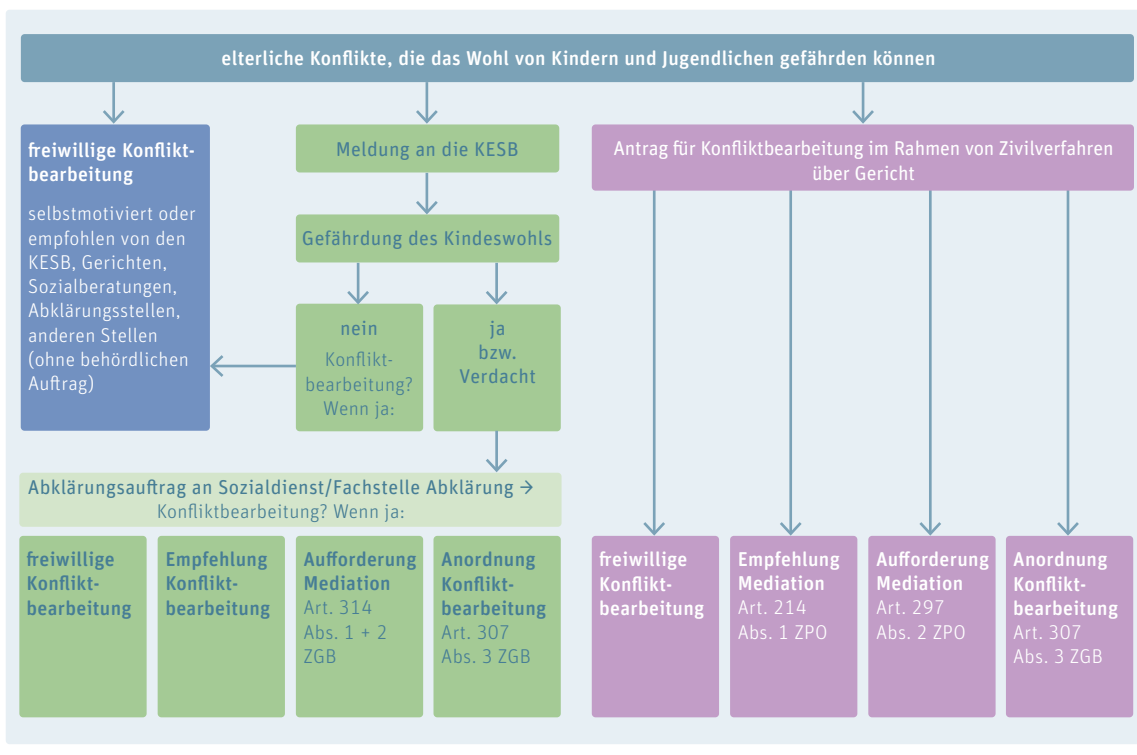 elterliche Konflikte, die das Wohl von Kindern und Jugendlichen gefährden können
freiwillige Konflikt-
bearbeitung
selbstmotiviert oder
empfohlen von den
KESB, Gerichten,
Sozialberatungen,
Abklärungsstellen,
anderen Stellen
(ohne behördlichen
Auftrag)
Meldung an die KESB
Gefährdung des Kindeswohls
nein
Konflikt-
bearbeitung?
Wenn ja:
ja
bzw.
Verdacht
Abklärungsauftrag an Sozialdienst/Fachstelle Abklärung →
Konfliktbearbeitung? Wenn ja:
freiwillige
Konflikt-
bearbeitung
Empfehlung
Konflikt-
bearbeitung
Aufforderung
Mediation
Art. 314
Abs. 1 + 2
ZGB
Anordnung
Konflikt-
bearbeitung
Art. 307
Abs. 3 ZGB
Antrag für Konfliktbearbeitung im Rahmen von Zivilverfahren
über Gericht
freiwillige
Konflikt-
bearbeitung
Empfehlung
Mediation
Art. 214
Abs. 1 ZPO
Aufforderung
Mediation
Art. 297
Abs. 2 ZPO
Anordnung
Konflikt-
bearbeitung
Art. 307
Abs. 3 ZGB